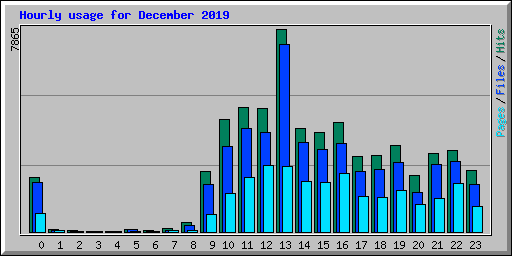 Hourly usage for December 2019
7865
Pages / Files / Hits
0 1 2 3 4 5 6 7 8 9 10 11 12 13 14 15 16 17 18 19 20 21 22 23